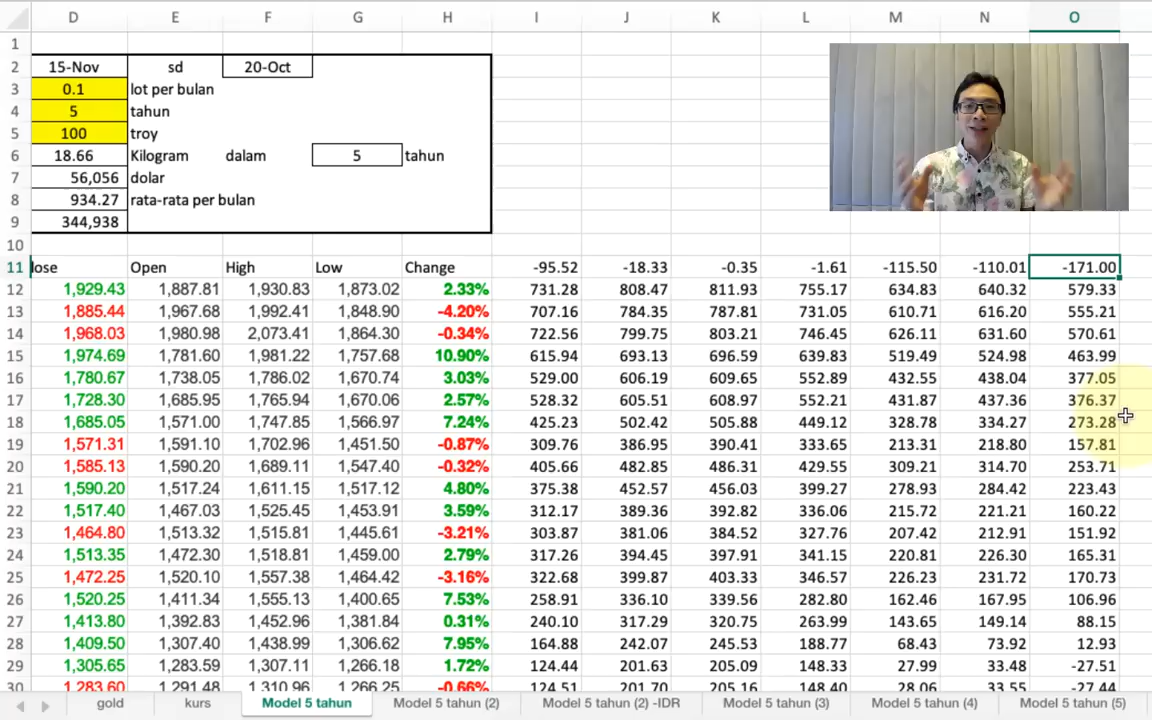 D E F G H I J K L M N O
1
2 15-Nov sd 20-Oct
3 0.1 lot per bulan
4 5 tahun
5 100 troy
6 18.66 Kilogram dalam 5 tahun
7 56,056 dolar
8 934.27 rata-rata per bulan
9 344,938
10
11 lose Open High Low Change -95.52 -18.33 -0.35 -1.61 -115.50 -110.01 -171.00
12 1,929.43 1,887.81 1,930.83 1,873.02 2.33% 731.28 808.47 811.93 755.17 634.83 640.32 579.33
13 1,885.44 1,967.68 1,992.41 1,848.90 -4.20% 707.16 784.35 787.81 731.05 610.71 616.20 555.21
14 1,968.03 1,980.98 2,073.41 1,864.30 -0.34% 722.56 799.75 803.21 746.45 626.11 631.60 570.61
15 1,974.69 1,781.60 1,981.22 1,757.68 10.90% 615.94 693.13 696.59 639.83 519.49 524.98 463.99
16 1,780.67 1,738.05 1,786.02 1,670.74 3.03% 529.00 606.19 609.65 552.89 432.55 438.04 377.05
17 1,728.30 1,685.95 1,765.94 1,670.06 2.57% 528.32 605.51 608.97 552.21 431.87 437.36 376.37
18 1,685.05 1,571.00 1,747.85 1,566.97 7.24% 425.23 502.42 505.88 449.12 328.78 334.27 273.28
19 1,571.31 1,591.10 1,702.96 1,451.50 -0.87% 309.76 386.95 390.41 333.65 213.31 218.80 157.81
20 1,585.13 1,590.20 1,689.11 1,547.40 -0.32% 405.66 482.85 486.31 429.55 309.21 314.70 253.71
21 1,590.20 1,517.24 1,611.15 1,517.12 4.80% 375.38 452.57 456.03 399.27 278.93 284.42 223.43
22 1,517.40 1,467.03 1,525.45 1,453.91 3.59% 312.17 389.36 392.82 336.06 215.72 221.21 160.22
23 1,464.80 1,513.32 1,515.81 1,445.61 -3.21% 303.87 381.06 384.52 327.76 207.42 212.91 151.92
24 1,513.35 1,472.30 1,518.81 1,459.00 2.79% 317.26 394.45 397.91 341.15 220.81 226.30 165.31
25 1,472.25 1,520.10 1,557.38 1,464.42 -3.16% 322.68 399.87 403.33 346.57 226.23 231.72 170.73
26 1,520.25 1,411.34 1,555.13 1,400.65 7.53% 258.91 336.10 339.56 282.80 162.46 167.95 106.96
27 1,413.80 1,392.83 1,452.96 1,381.84 0.31% 240.10 317.29 320.75 263.99 143.65 149.14 88.15
28 1,409.50 1,307.40 1,438.99 1,306.62 7.95% 164.88 242.07 245.53 188.77 68.43 73.92 12.93
29 1,305.65 1,283.59 1,307.11 1,266.18 1.72% 124.44 201.63 205.09 148.33 27.99 33.48 -27.51
30 1,283.60 1,291.48 1,310.96 1,266.25 -0.66% 124.51 201.70 205.16 148.40 28.06 33.55 -27.44
gold kurs Model 5 tahun Model 5 tahun (2) Model 5 tahun (2) -IDR Model 5 tahun (3) Model 5 tahun (4) Model 5 tahun (5)